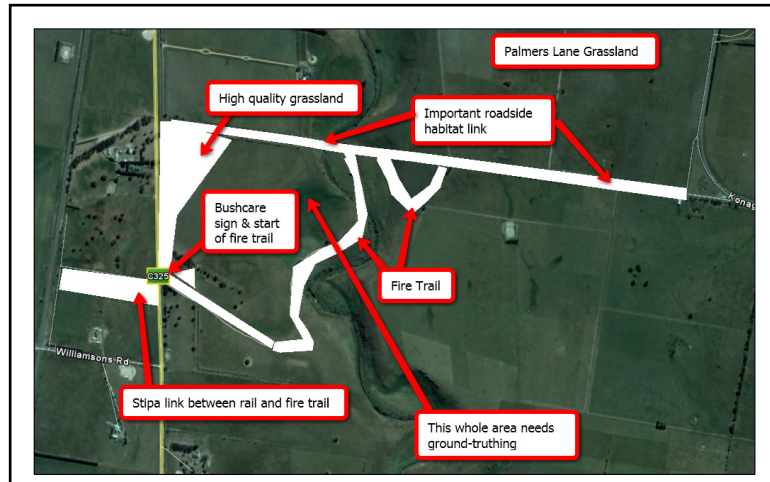 Palmers Lane Grassland
High quality grassland
Important roadside
habitat link
Bushcare
sign & start
of fire trail
C325
Konag
Fire Trail
Williamsons Rd
Stipa link between rail and fire trail
This whole area needs
ground-truthing